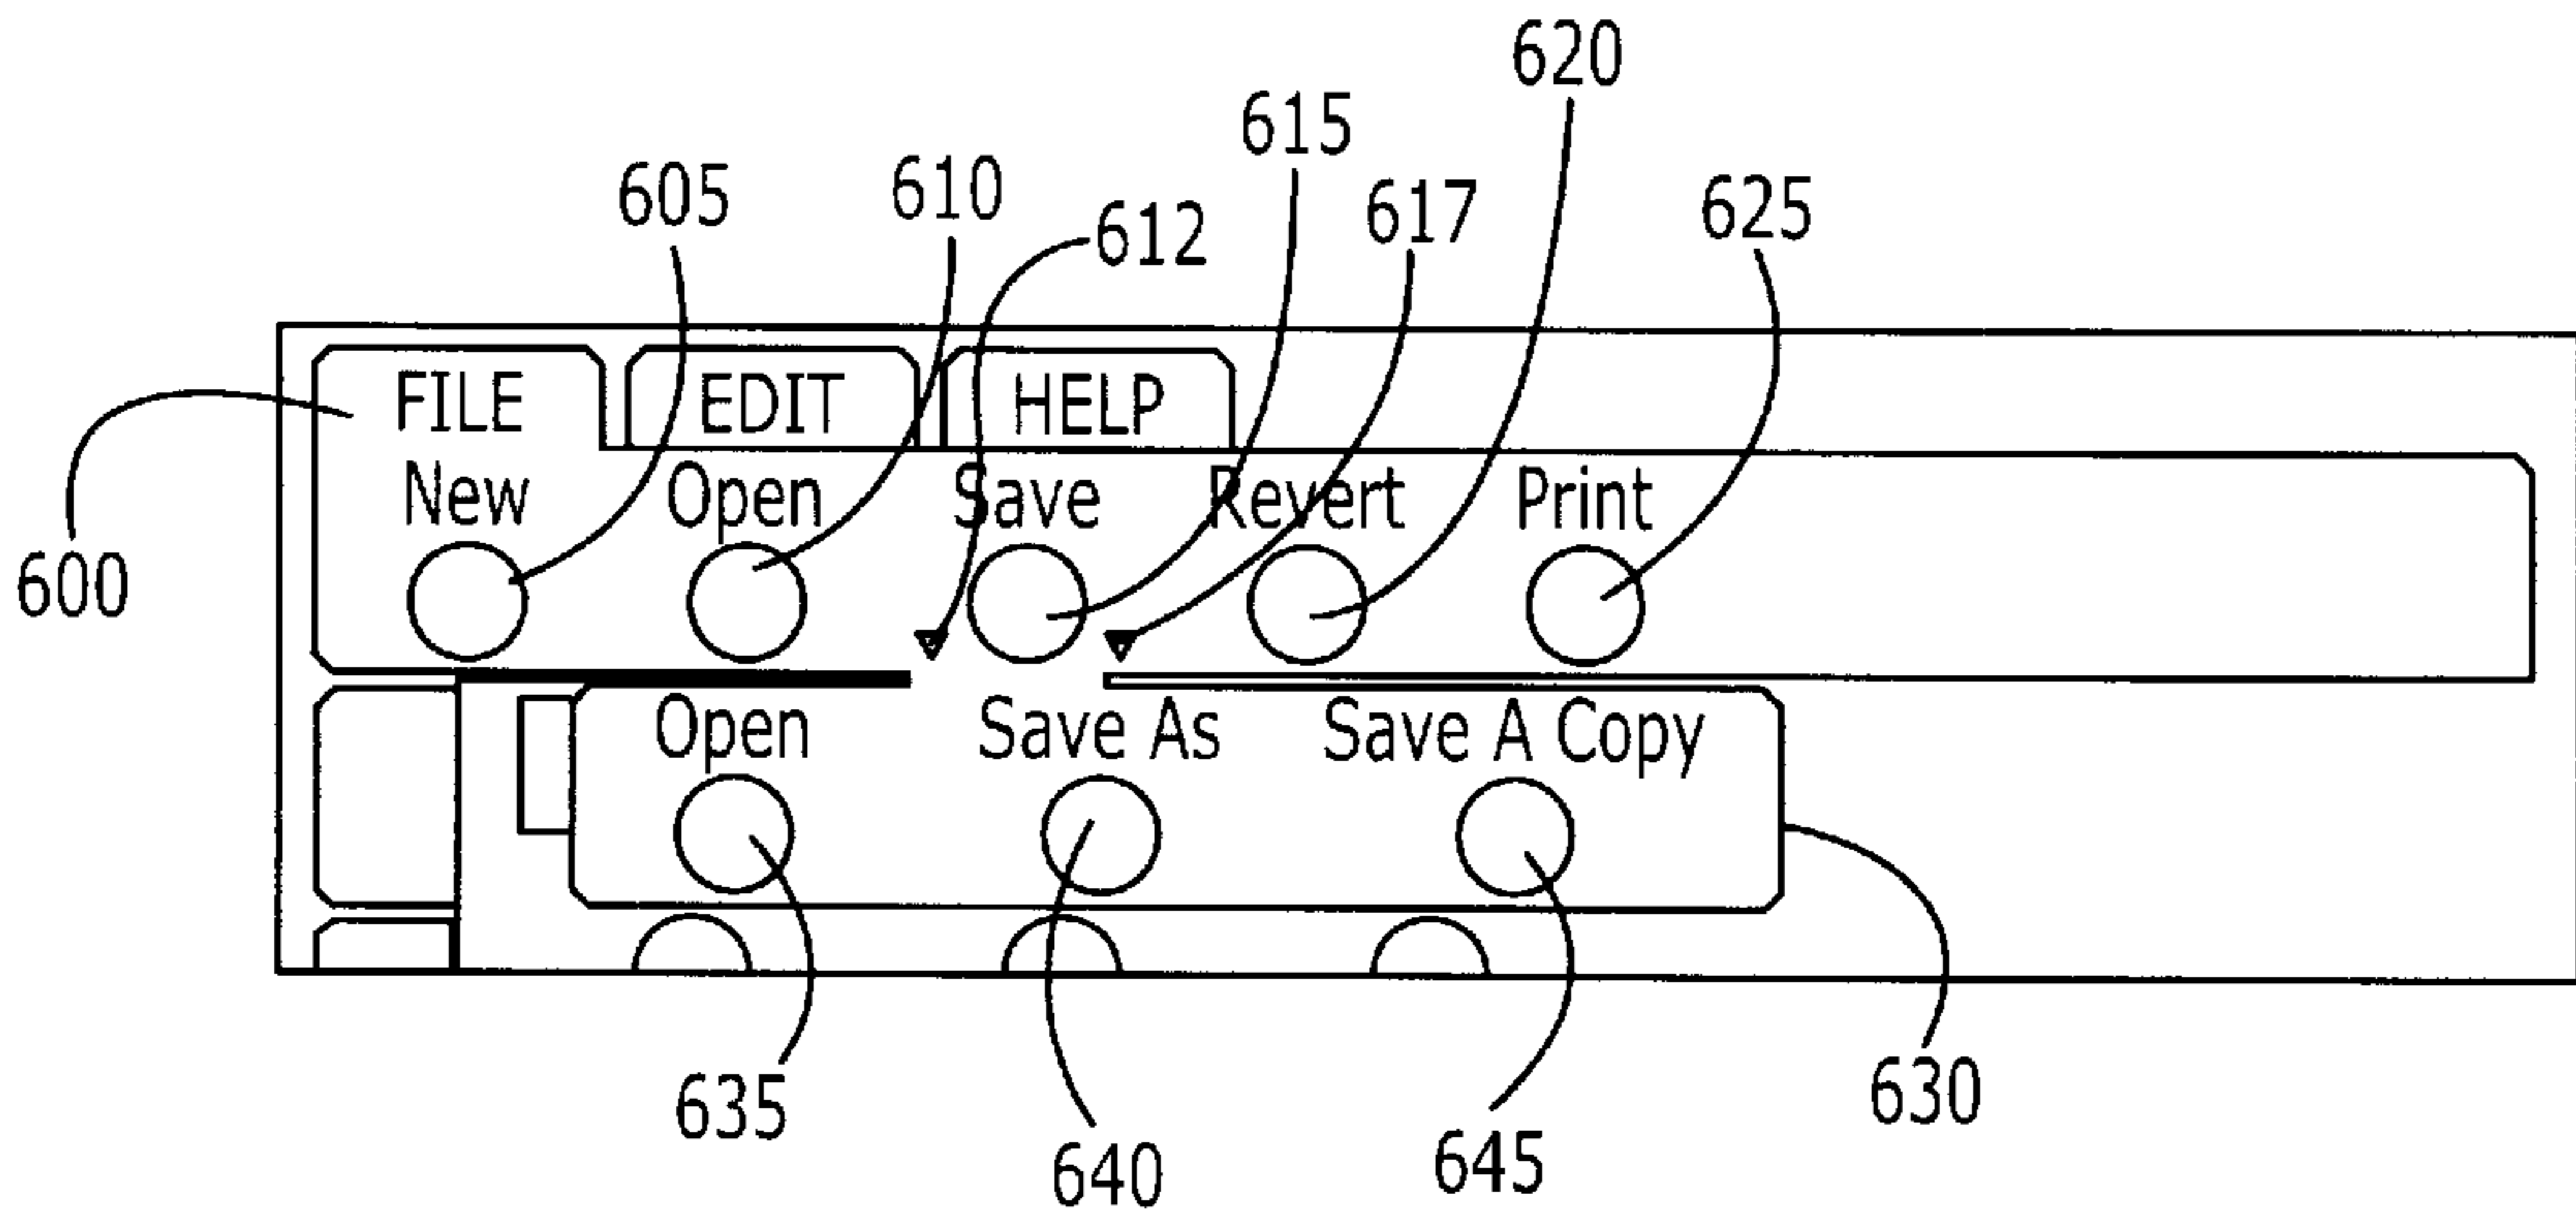 620
615
605 610 612 617 625
FILE EDIT HELP
New Open Save Revert Print
600
Open Save As Save A Copy
635 640 645 630